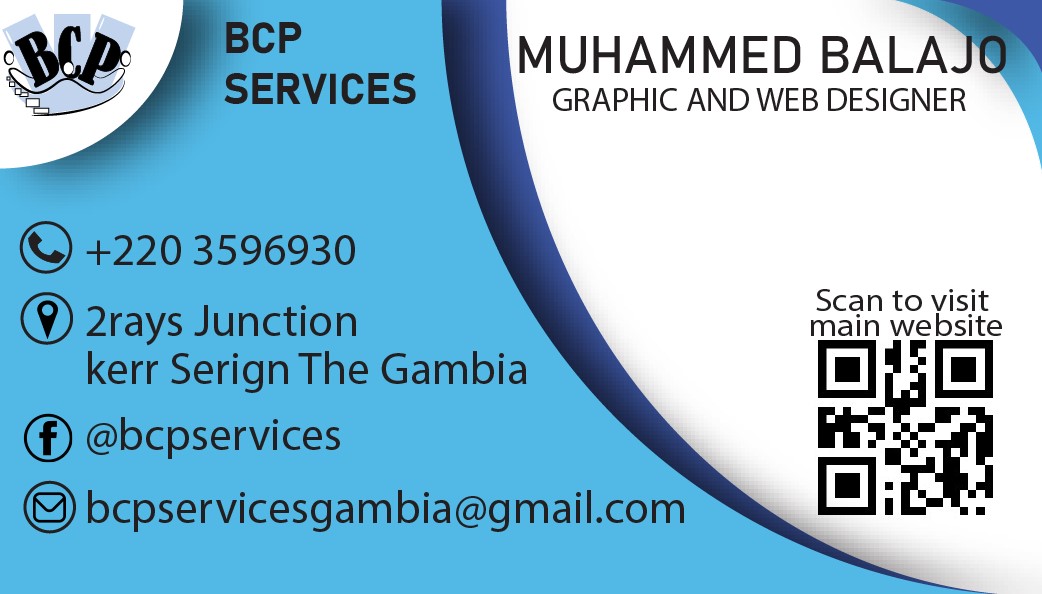 BCP
BCP
SERVICES
MUHAMMED BALAJO
GRAPHIC AND WEB DESIGNER
+220 3596930
2rays Junction
kerr Serign The Gambia
@bcpservices
bcpservicesgambia@gmail.com
Scan to visit
main website